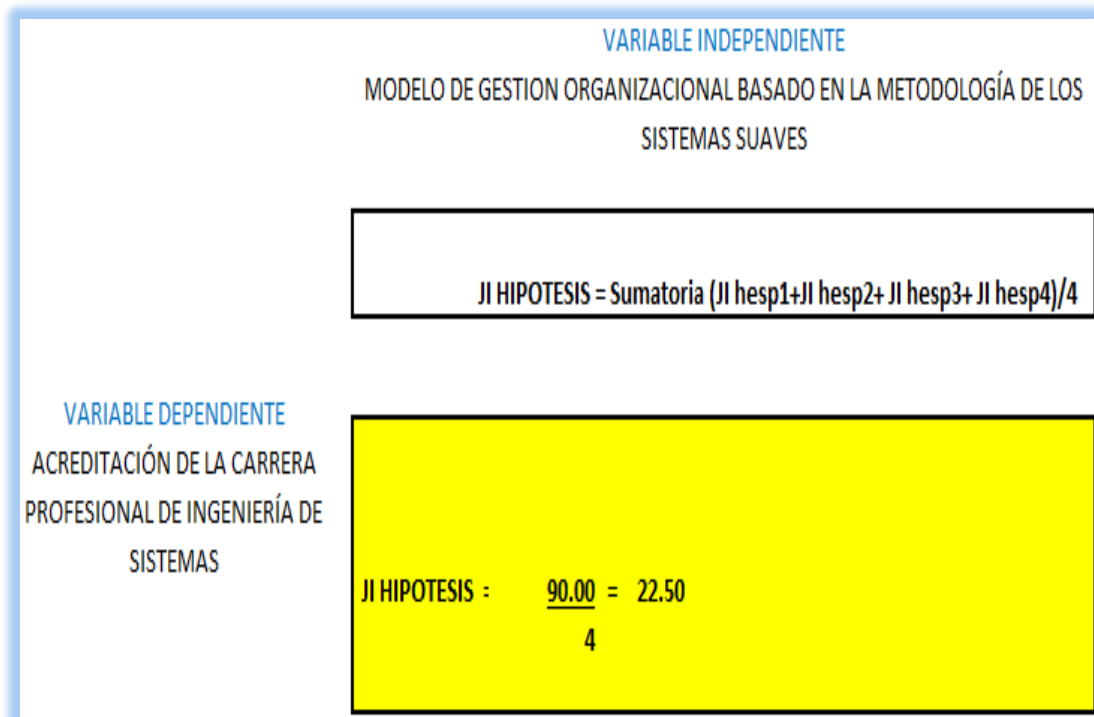 VARIABLE INDEPENDIENTE
MODELO DE GESTION ORGANIZACIONAL BASADO EN LA METODOLOGÍA DE LOS
SISTEMAS SUAVES
JI HIPOTESIS = Sumatoria (JI hesp1+JI hesp2+ JI hesp3+ JI hesp4)/4
VARIABLE DEPENDIENTE
ACREDITACIÓN DE LA CARRERA
PROFESIONAL DE INGENIERÍA DE
SISTEMAS
JI HIPOTESIS : 90.00 = 22.50
4